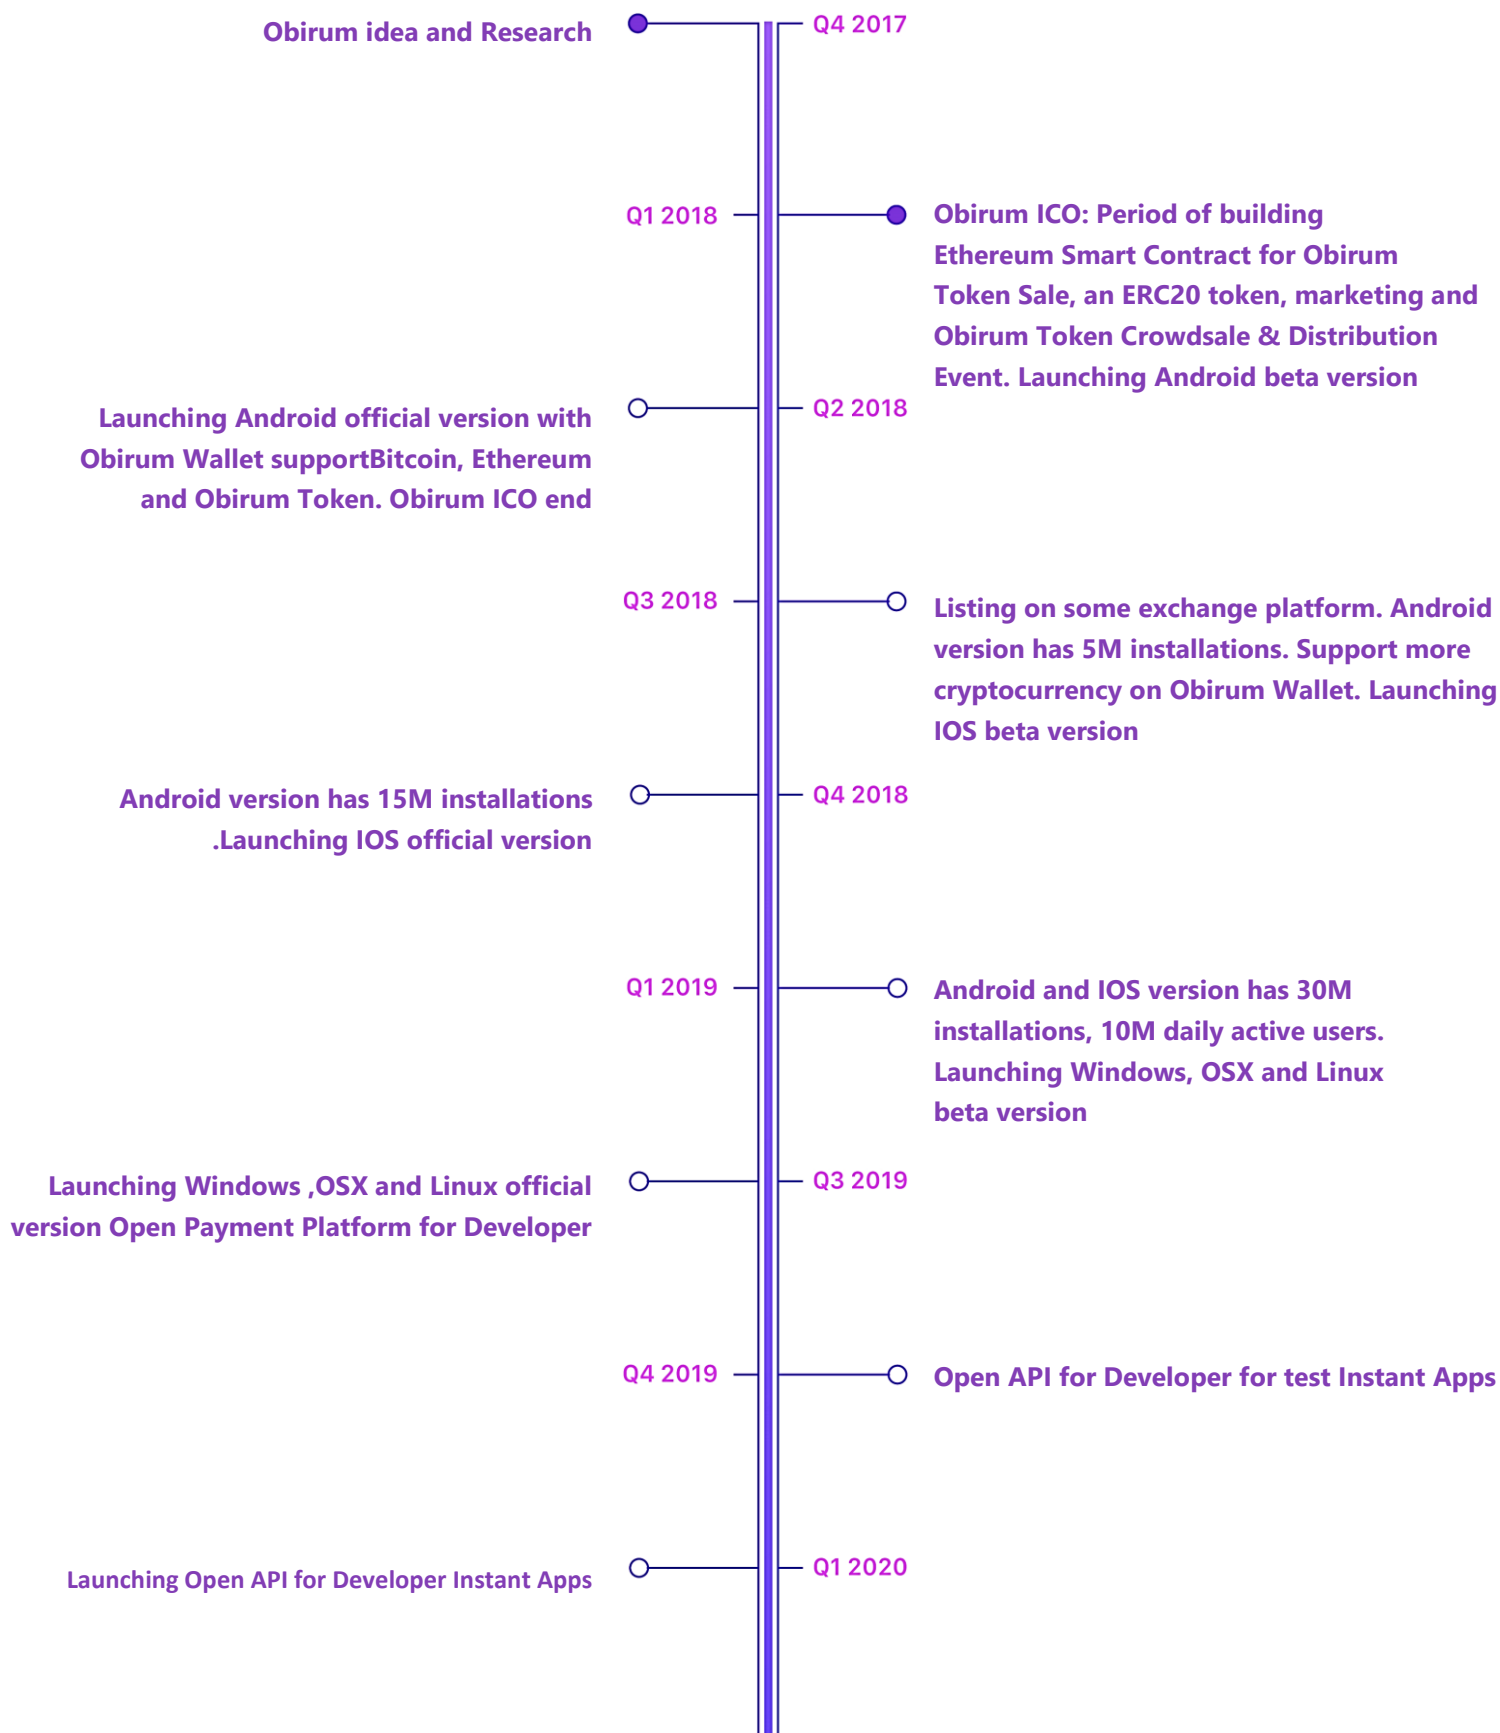 Obirum idea and Research
Q4 2017
Q1 2018
Obirum ICO: Period of building
Ethereum Smart Contract for Obirum
Token Sale, an ERC20 token, marketing and
Obirum Token Crowdsale & Distribution
Event. Launching Android beta version
Q2 2018
Launching Android official version with
Obirum Wallet supportBitcoin, Ethereum
and Obirum Token. Obirum ICO end
Q3 2018
Listing on some exchange platform. Android
version has 5M installations. Support more
cryptocurrency on Obirum Wallet. Launching
IOS beta version
Q4 2018
Android version has 15M installations
.Launching IOS official version
Q1 2019
Android and IOS version has 30M
installations, 10M daily active users.
Launching Windows, OSX and Linux
beta version
Q3 2019
Launching Windows ,OSX and Linux official
version Open Payment Platform for Developer
Q4 2019
Open API for Developer for test Instant Apps
Q1 2020
Launching Open API for Developer Instant Apps